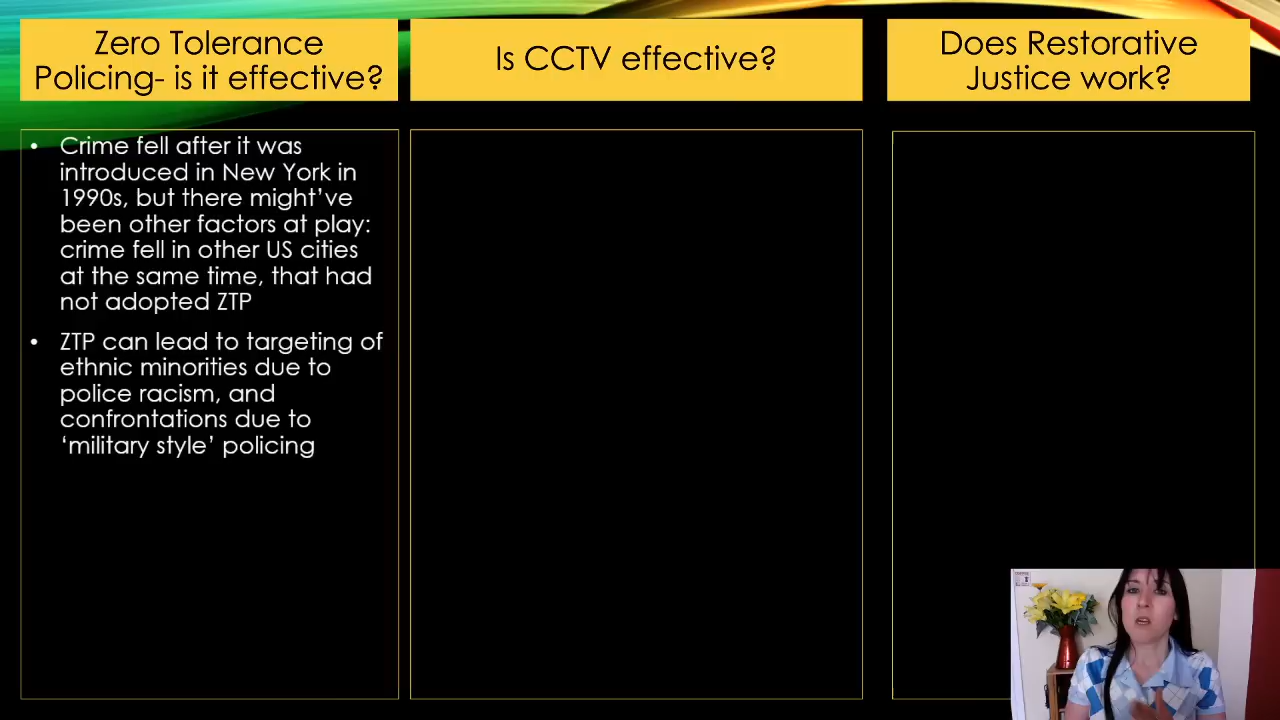 Zero Tolerance
Policing- is it effective?
Is CCTV effective?
Does Restorative
Justice work?
• Crime fell after it was
introduced in New York in
1990s, but there might’ve
been other factors at play:
crime fell in other US cities
at the same time, that had
not adopted ZTP
• ZTP can lead to targeting of
ethnic minorities due to
police racism, and
confrontations due to
‘military style’ policing